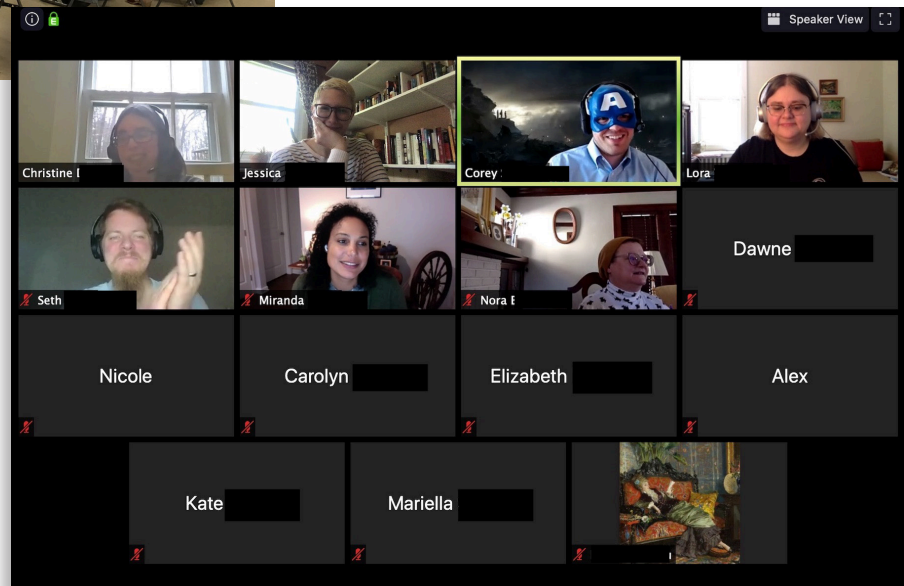 E
Speaker View
Christine
Jessica
A
Corey
Lora
Seth
Miranda
Nora
Dawne
Nicole
Carolyn
Elizabeth
Alex
Kate
Mariella